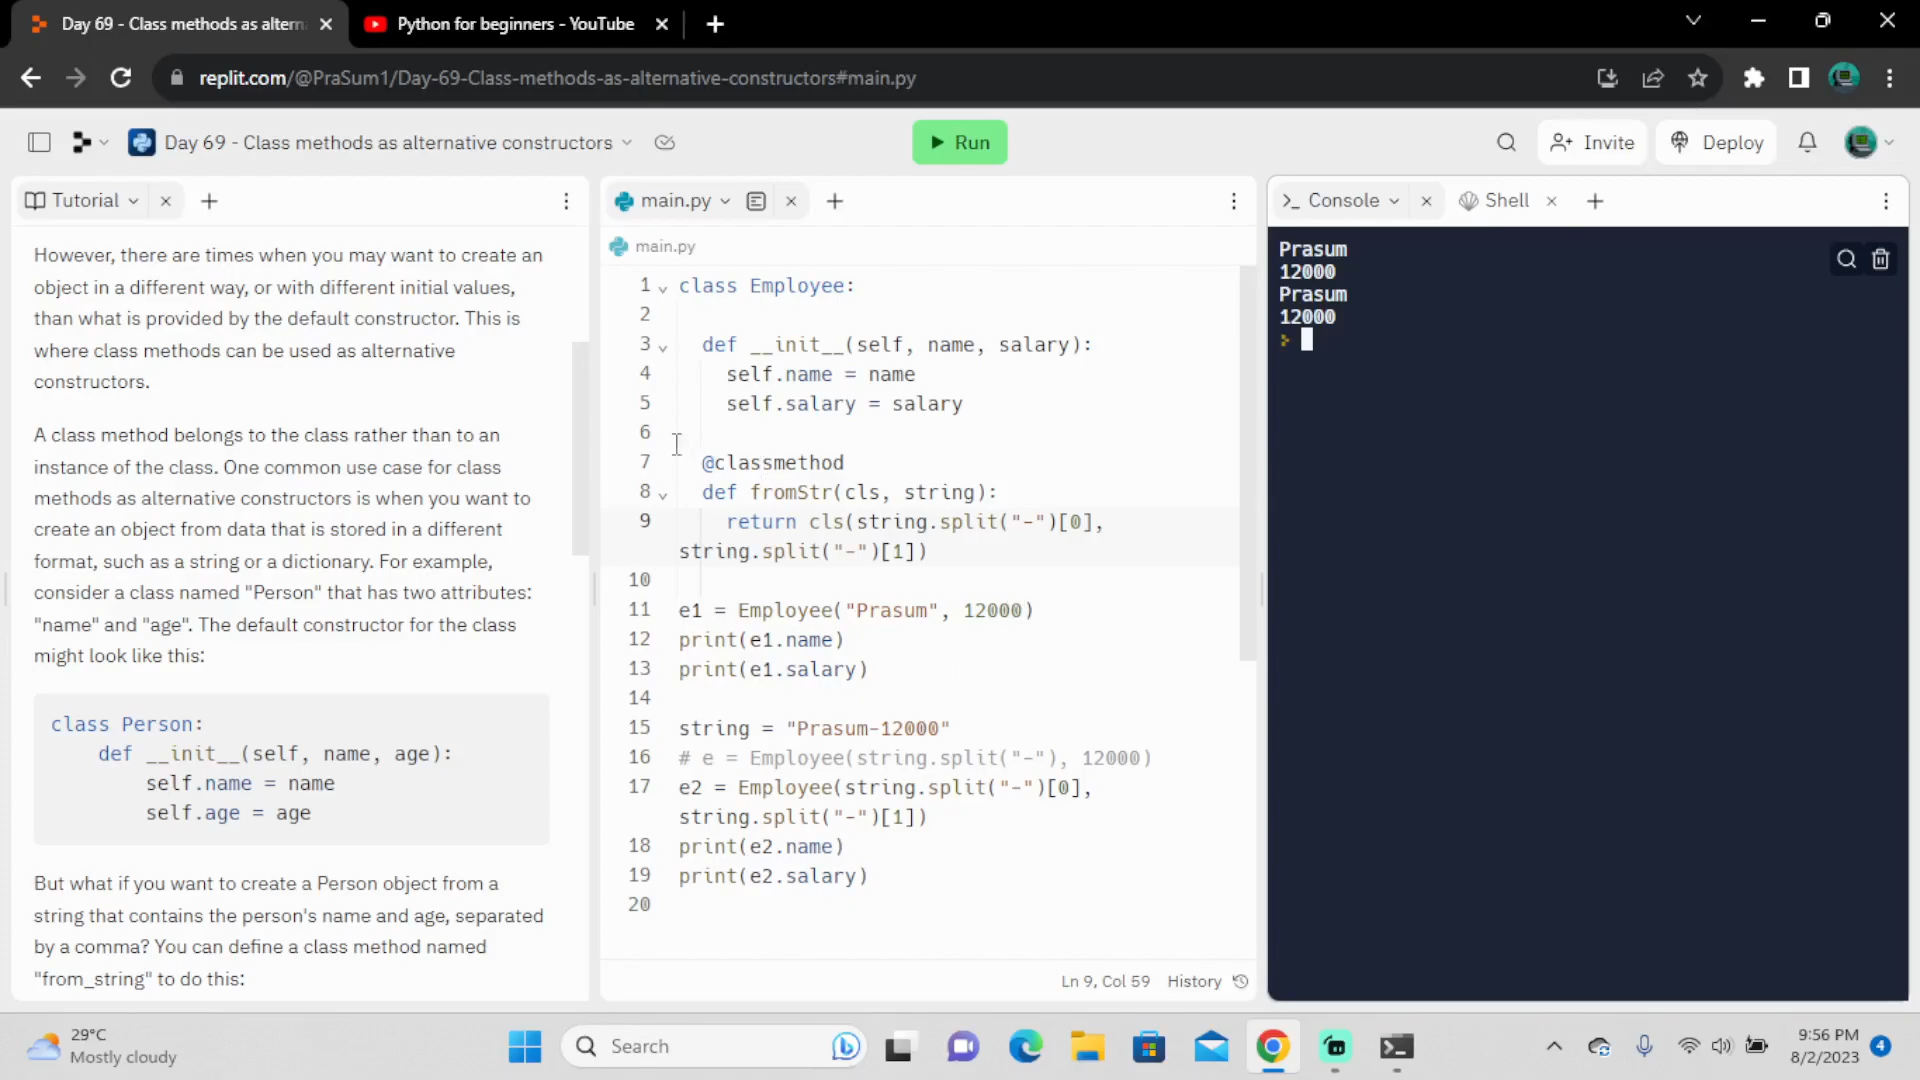 Day 69 - Class methods as altern
Python for beginners - YouTube
replit.com/@PraSum1/Day-69-Class-methods-as-alternative-constructors#main.py
Day 69 - Class methods as alternative constructors
Run
Invite
Deploy
Tutorial
main.py
Console
Shell
However, there are times when you may want to create an
object in a different way, or with different initial values,
than what is provided by the default constructor. This is
where class methods can be used as alternative
constructors.
A class method belongs to the class rather than to an
instance of the class. One common use case for class
methods as alternative constructors is when you want to
create an object from data that is stored in a different
format, such as a string or a dictionary. For example,
consider a class named "Person" that has two attributes:
"name" and "age". The default constructor for the class
might look like this:
class Person:
def __init__(self, name, age):
self.name = name
self.age = age
But what if you want to create a Person object from a
string that contains the person's name and age, separated
by a comma? You can define a class method named
"from_string" to do this:
main.py
1 class Employee:
2
3 def __init__(self, name, salary):
4 self.name = name
5 self.salary = salary
6
7 @classmethod
8 def fromStr(cls, string):
9 return cls(string.split("-")[0],
string.split("-")[1])
10
11 e1 = Employee("Prasum", 12000)
12 print(e1.name)
13 print(e1.salary)
14
15 string = "Prasum-12000"
16 # e = Employee(string.split("-"), 12000)
17 e2 = Employee(string.split("-")[0],
string.split("-")[1])
18 print(e2.name)
19 print(e2.salary)
20
Ln 9, Col 59 History
Prasum
12000
Prasum
12000
29°C
Mostly cloudy
Search
9:56 PM
8/2/2023
4